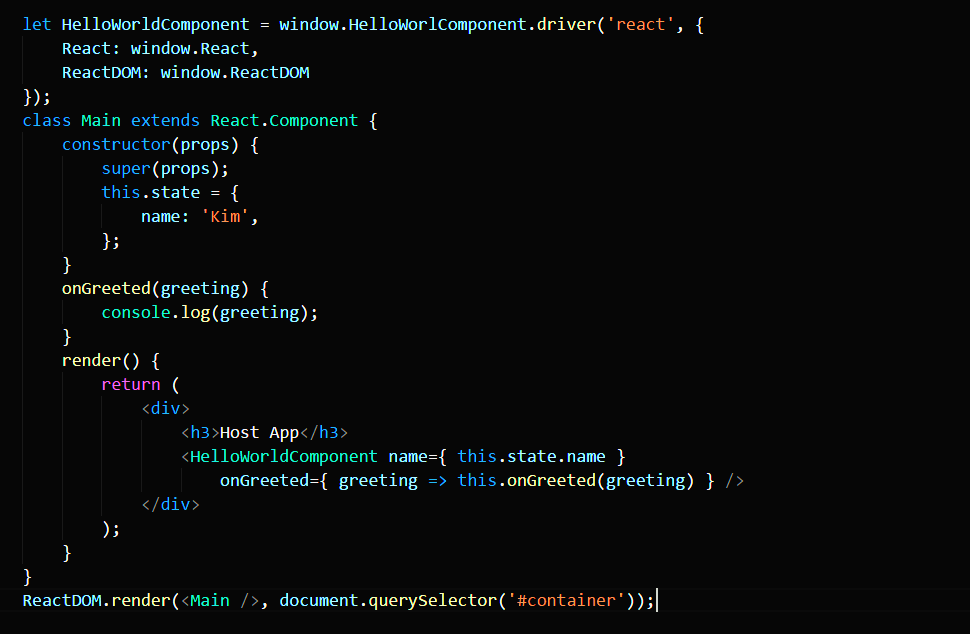 let HelloWorldComponent = window.HelloWorlComponent.driver('react', {
    React: window.React,
    ReactDOM: window.ReactDOM
});
class Main extends React.Component {
    constructor(props) {
        super(props);
        this.state = {
            name: 'Kim',
        };
    }
    onGreeted(greeting) {
        console.log(greeting);
    }
    render() {
        return (
            <div>
                <h3>Host App</h3>
                <HelloWorldComponent name={ this.state.name }
                    onGreeted={ greeting => this.onGreeted(greeting) } />
            </div>
        );
    }
}
ReactDOM.render(<Main />, document.querySelector('#container'));